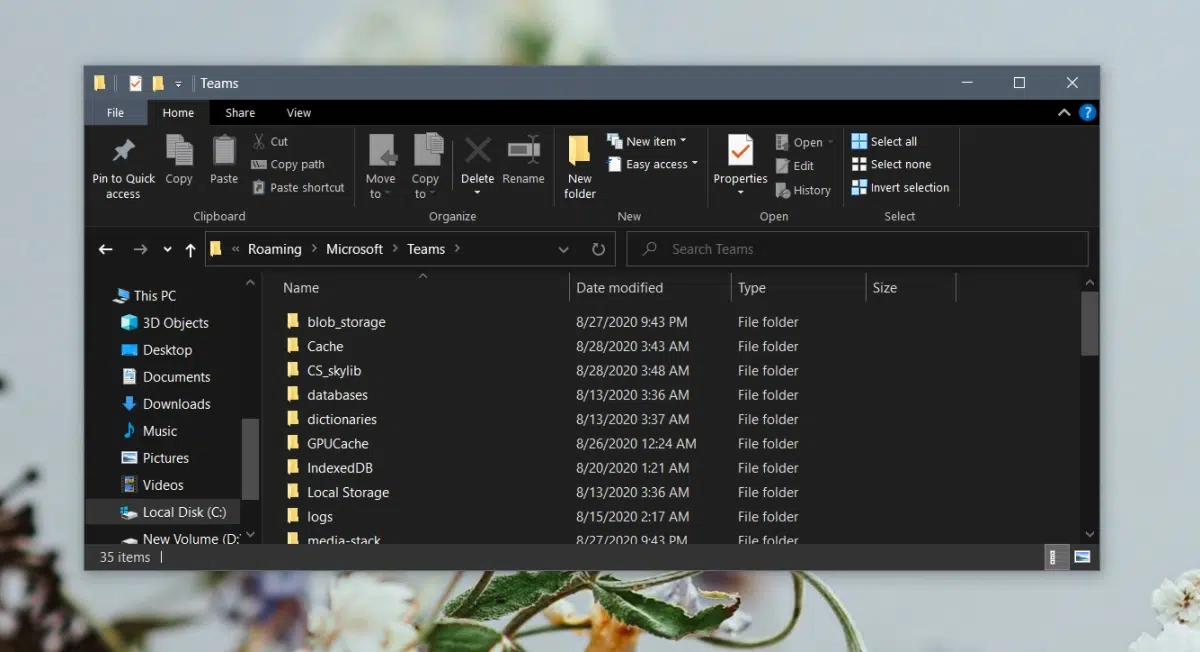 Teams
File Home Share View
Pin to Quick access
Copy
Paste
Cut
Copy path
Paste shortcut
Clipboard
Move to
Copy to
Delete
Rename
Organize
New folder
New item
Easy access
New
Properties
Open
Edit
History
Open
Select all
Select none
Invert selection
Select
« Roaming > Microsoft > Teams >
Search Teams
This PC
3D Objects
Desktop
Documents
Downloads
Music
Pictures
Videos
Local Disk (C:)
New Volume (D:
Name Date modified Type Size
blob_storage 8/27/2020 9:43 PM File folder
Cache 8/28/2020 3:43 AM File folder
CS_skylib 8/28/2020 3:48 AM File folder
databases 8/13/2020 3:36 AM File folder
dictionaries 8/13/2020 3:37 AM File folder
GPUCache 8/26/2020 12:24 AM File folder
IndexedDB 8/20/2020 1:21 AM File folder
Local Storage 8/13/2020 3:36 AM File folder
logs 8/15/2020 2:17 AM File folder
media-stack 8/27/2020 9:43 PM File folder
35 items